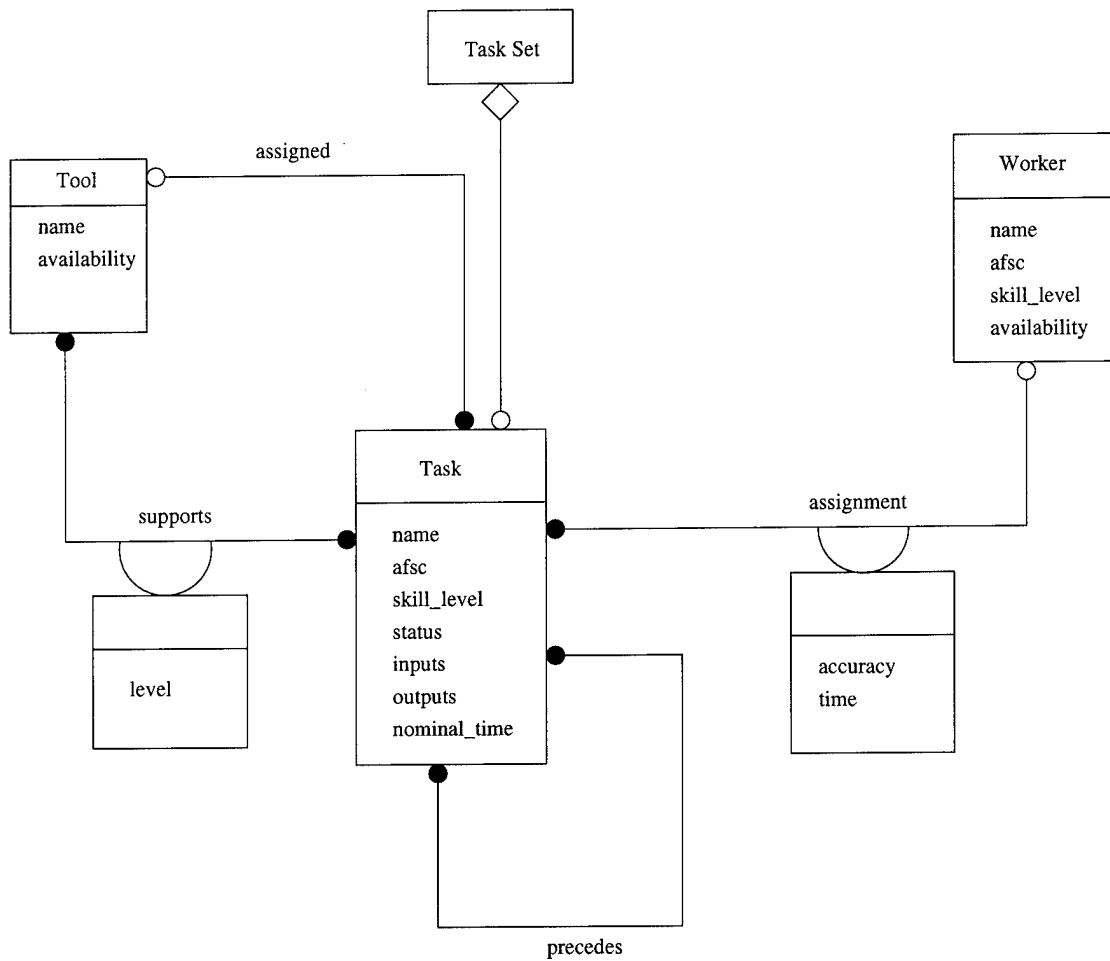 Task Set
assigned
Tool
name
availability
Worker
name
afsc
skill_level
availability
Task
name
afsc
skill_level
status
inputs
outputs
nominal_time
supports
level
assignment
accuracy
time
precedes